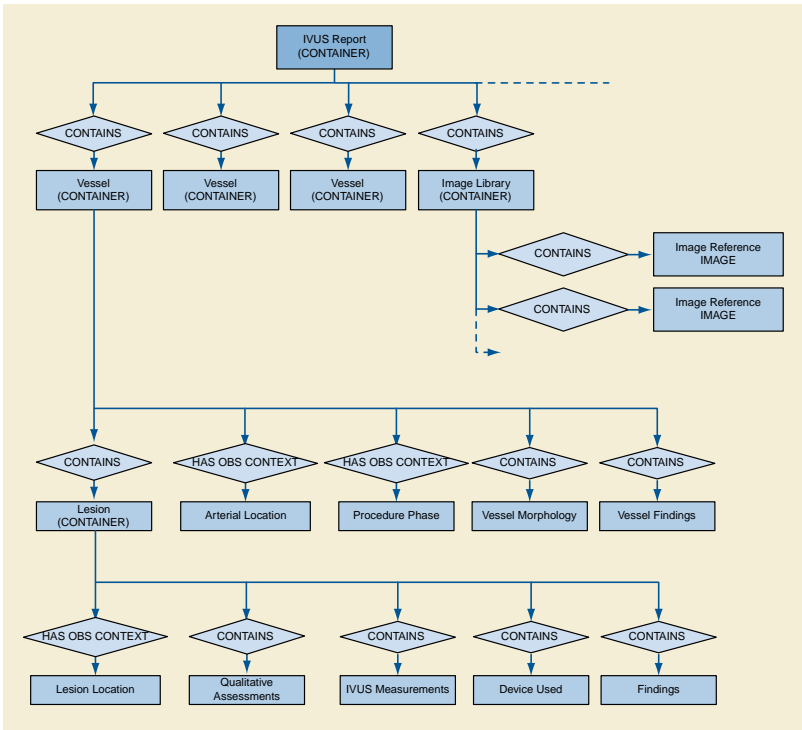 IVUS Report
(CONTAINER)
CONTAINS
CONTAINS
CONTAINS
CONTAINS
Vessel
(CONTAINER)
Vessel
(CONTAINER)
Vessel
(CONTAINER)
Image Library
(CONTAINER)
CONTAINS
Image Reference
IMAGE
CONTAINS
Image Reference
IMAGE
CONTAINS
HAS OBS CONTEXT
HAS OBS CONTEXT
CONTAINS
CONTAINS
Lesion
(CONTAINER)
Arterial Location
Procedure Phase
Vessel Morphology
Vessel Findings
HAS OBS CONTEXT
CONTAINS
CONTAINS
CONTAINS
CONTAINS
Lesion Location
Qualitative
Assessments
IVUS Measurements
Device Used
Findings